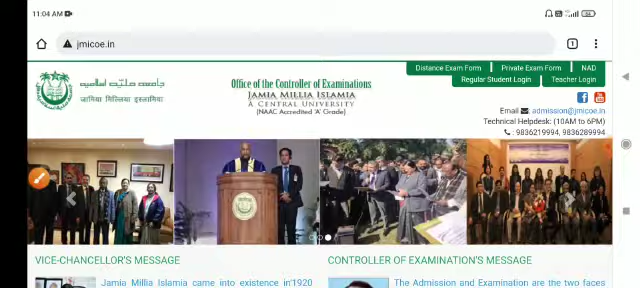 11:04 AM
jmicoe.in
1
Distance Exam Form
Private Exam Form
NAD
Regular Student Login
Teacher Login
जामिया मिल्लिया इस्लामिया
Office of the Controller of Examinations
JAMIA MILLIA ISLAMIA
A CENTRAL UNIVERSITY
(NAAC Accredited 'A' Grade)
Email : admission@jmicoe.in
Technical Helpdesk: (10AM to 6PM)
: 9836219994, 9836289994
VICE-CHANCELLOR'S MESSAGE
CONTROLLER OF EXAMINATION'S MESSAGE
Jamia Millia Islamia came into existence in'1920
The Admission and Examination are the two faces